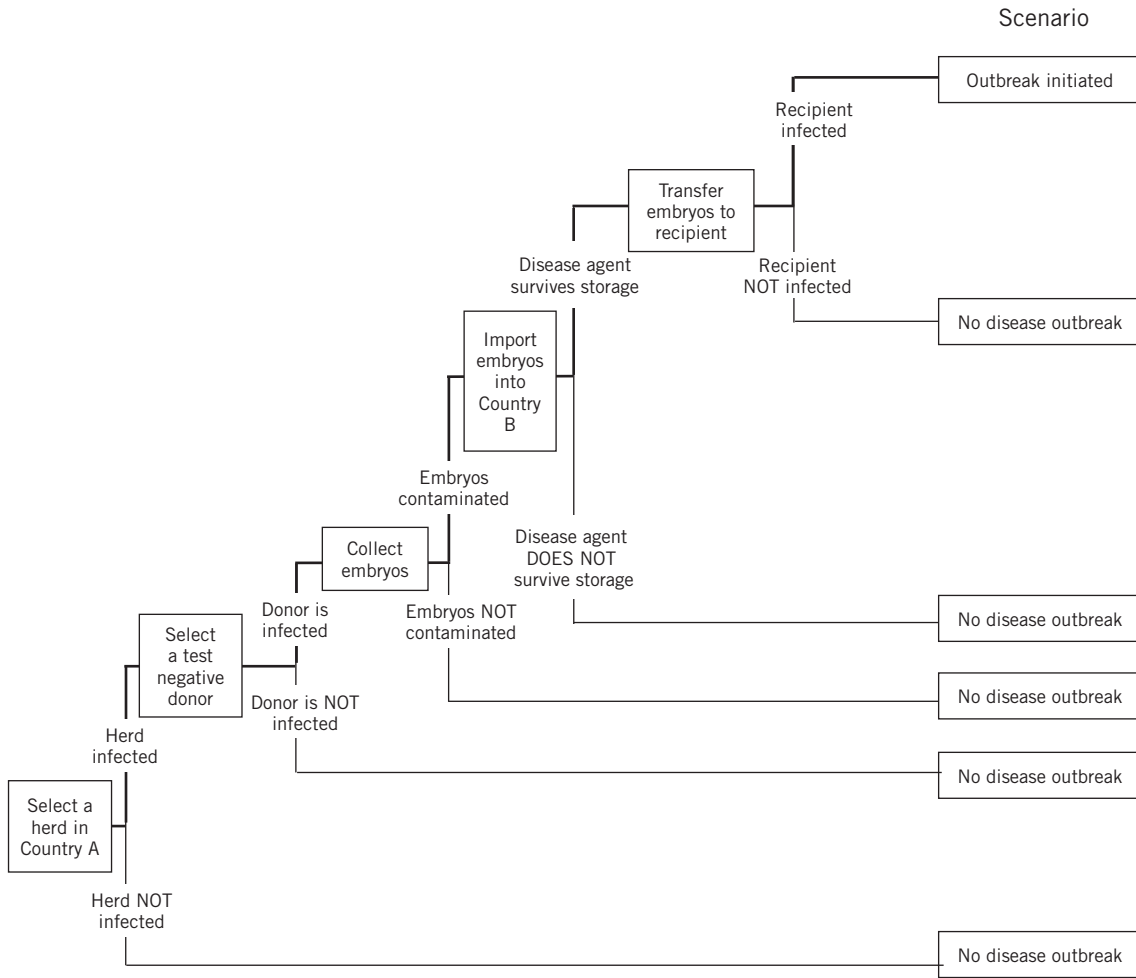 Scenario
Outbreak initiated
Recipient
infected
Transfer
embryos to
recipient
Disease agent
survives storage
Recipient
NOT infected
No disease outbreak
Import
embryos
into
Country
B
Embryos
contaminated
Disease agent
DOES NOT
survive storage
Collect
embryos
Donor is
infected
Embryos NOT
contaminated
No disease outbreak
Select
a test
negative
donor
Donor is NOT
infected
No disease outbreak
Herd
infected
No disease outbreak
Select a
herd in
Country A
Herd NOT
infected
No disease outbreak